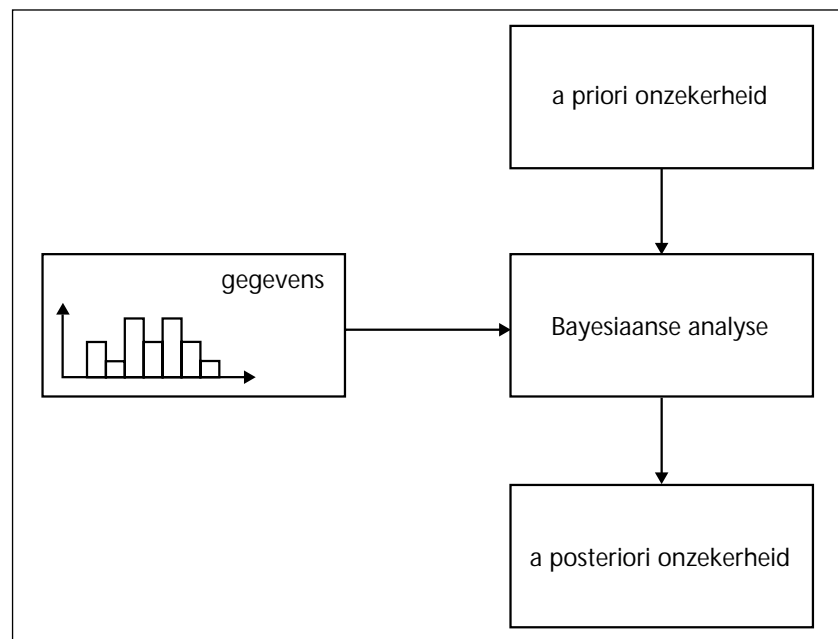 a priori onzekerheid
gegevens
Bayesiaanse analyse
a posteriori onzekerheid